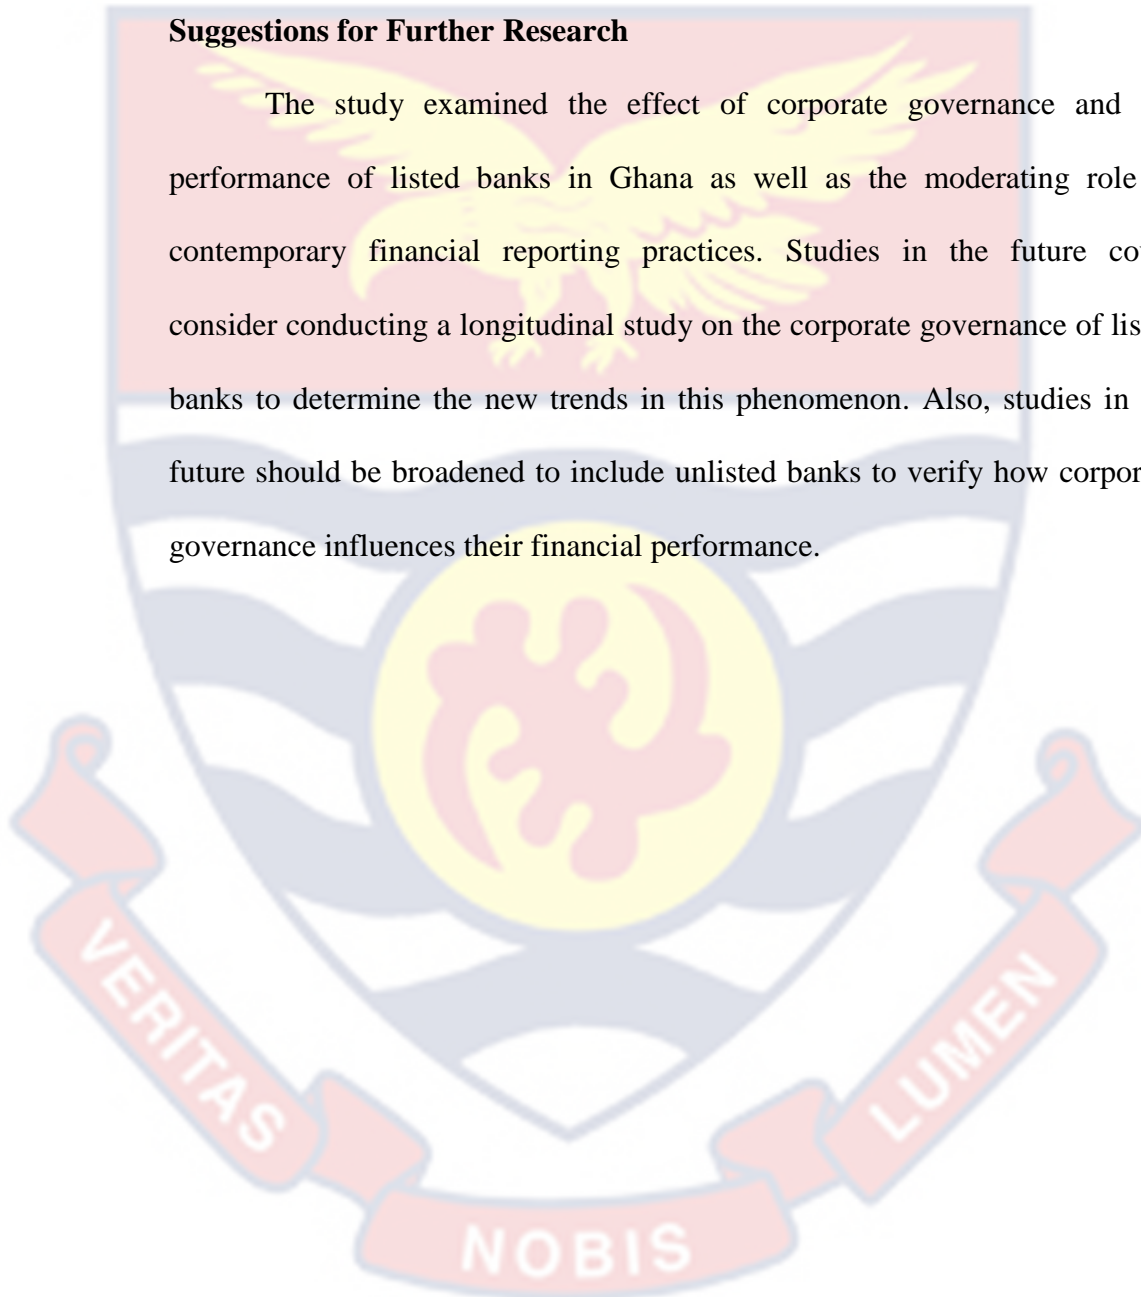 Suggestions for Further Research
The study examined the effect of corporate governance and
performance of listed banks in Ghana as well as the moderating role
contemporary financial reporting practices. Studies in the future
consider conducting a longitudinal study on the corporate governance of
banks to determine the new trends in this phenomenon. Also, studies in
future should be broadened to include unlisted banks to verify how
governance influences their financial performance.
VERITAS
NOBIS
LUMEN